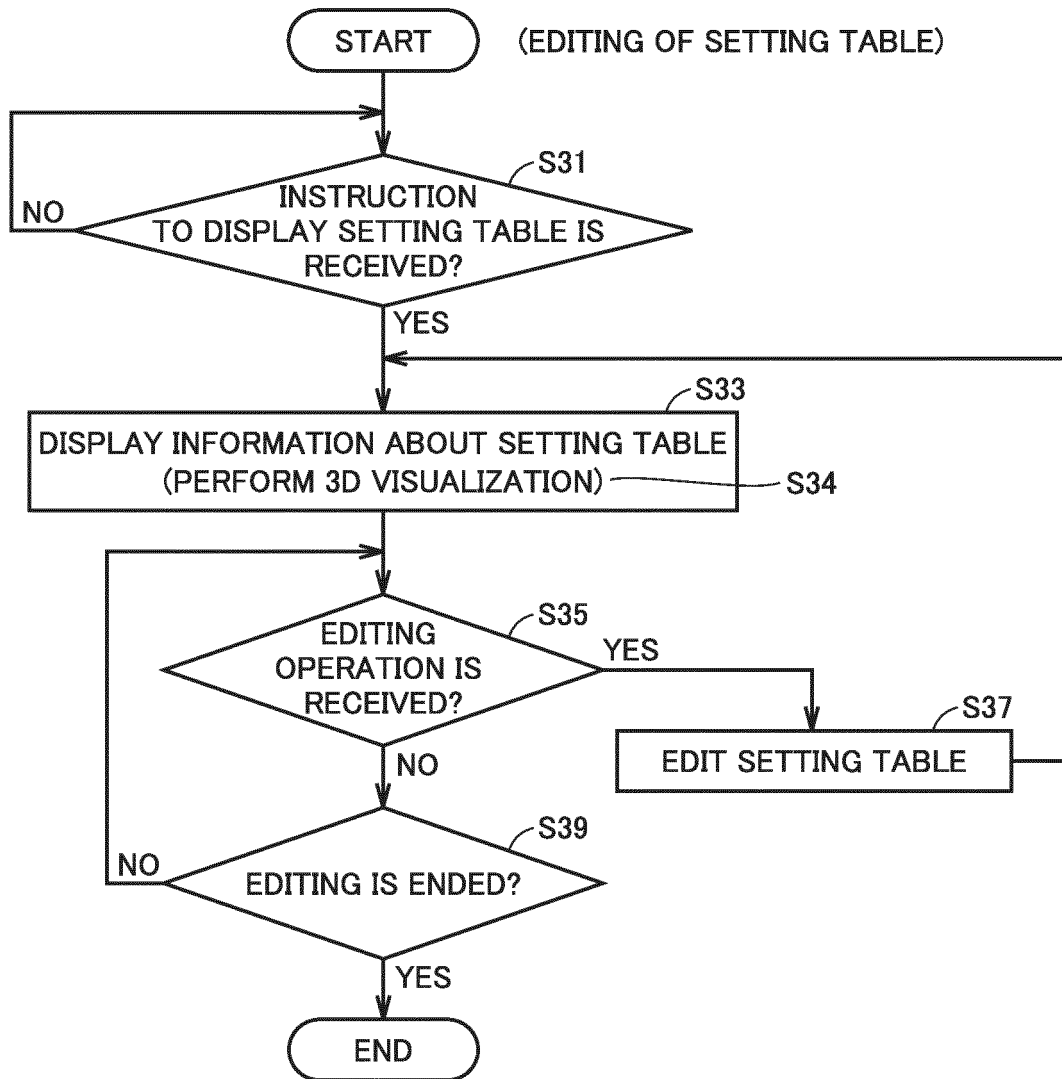 START
(EDITING OF SETTING TABLE)
S31
INSTRUCTION
TO DISPLAY SETTING TABLE IS
RECEIVED?
NO
YES
S33
DISPLAY INFORMATION ABOUT SETTING TABLE
(PERFORM 3D VISUALIZATION)
S34
S35
EDITING
OPERATION IS
RECEIVED?
YES
S37
EDIT SETTING TABLE
NO
S39
EDITING IS ENDED?
NO
YES
END